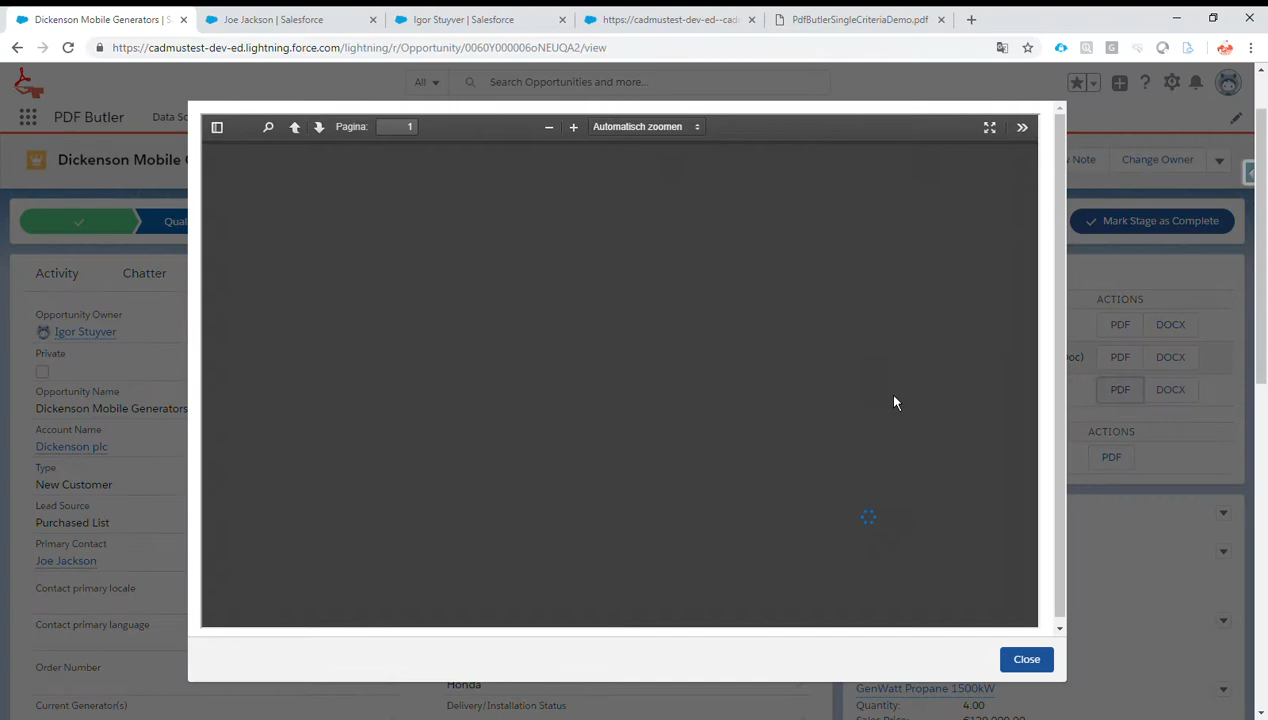 Dickenson Mobile Generators |
Joe Jackson | Salesforce
Igor Stuyver | Salesforce
https://cadmustest-dev-ed--cad
PdfButlerSingleCriteriaDemo.pdf
https://cadmustest-dev-ed.lightning.force.com/lightning/r/Opportunity/0060Y000006oNEUQA2/view
All
Search Opportunities and more...
PDF Butler
Data So
Pagina: 1
Automatisch zoomen
Dickenson Mobile G
w Note
Change Owner
Qual
Mark Stage as Complete
Activity
Chatter
ACTIONS
Opportunity Owner
Igor Stuyver
PDF
DOCX
Private
oc)
PDF
DOCX
Opportunity Name
Dickenson Mobile Generators
PDF
DOCX
Account Name
Dickenson plc
ACTIONS
PDF
Type
New Customer
Lead Source
Purchased List
Primary Contact
Joe Jackson
Contact primary locale
Contact primary language
Close
Order Number
Honda
Current Generator(s)
Delivery/Installation Status
GenWatt Propane 1500kW
Quantity:
4.00